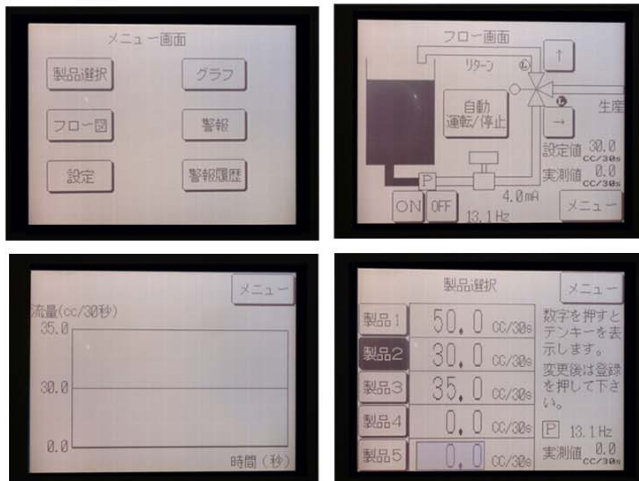 メニュー画面
製品選択
グラフ
フロー図
警報
設定
警報履歴
フロー画面
リターン
↑
自動
運転/停止
生産
→
設定値 30.0
CC/30s
実測値 0.0
CC/30s
P
4.0mA
ON OFF
13.1Hz
メニュー
メニュー
流量(cc/30秒)
35.0
30.0
0.0
時間(秒)
製品選択
メニュー
製品1 50.0 CC/30s
製品2 30.0 CC/30s
製品3 35.0 CC/30s
製品4 0.0 CC/30s
製品5 0.0 CC/30s
数字を押すと
テンキーを表
示します。
変更後は登録
を押して下さ
い。
P 13.1Hz
実測値 0.0
CC/30s